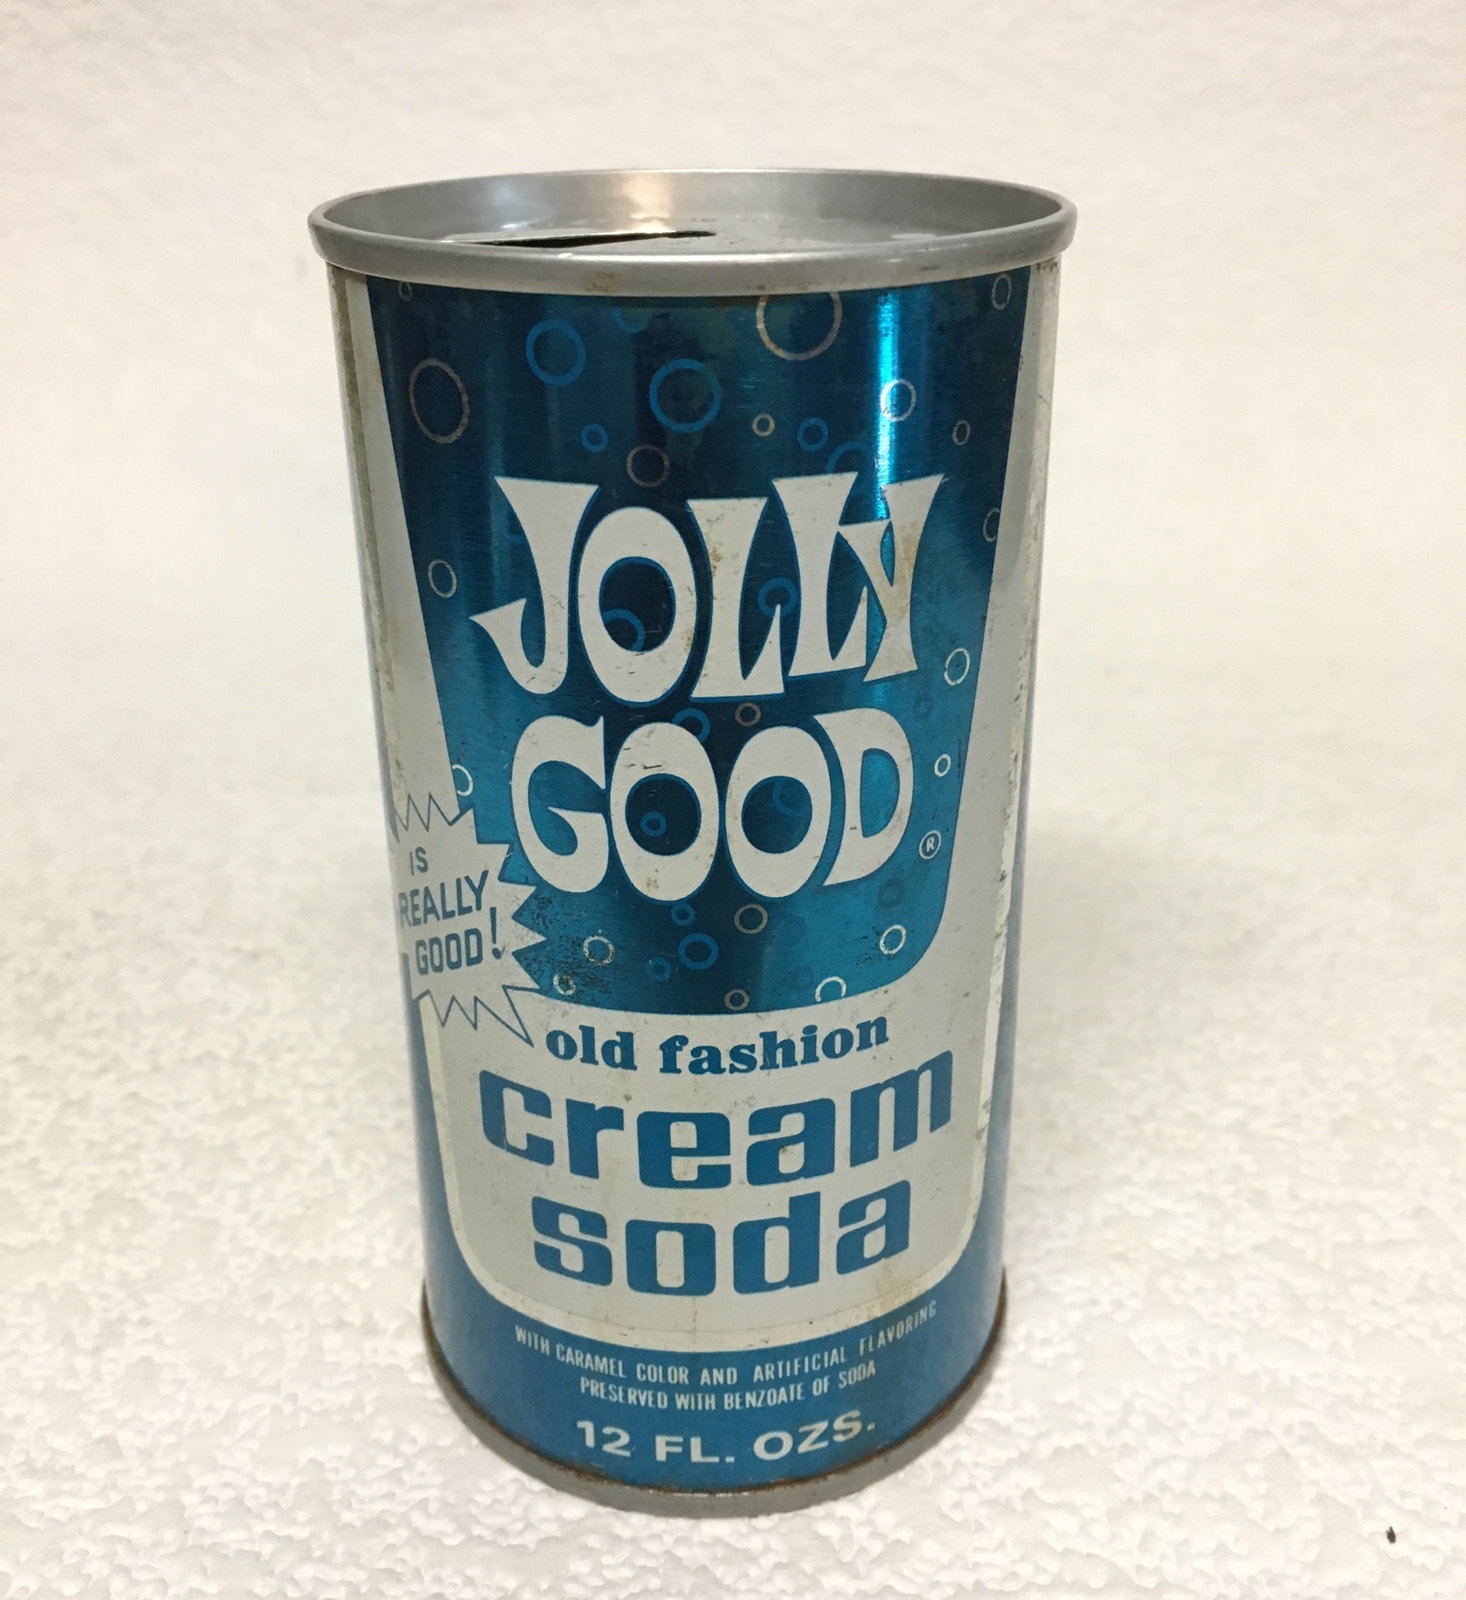 JOLLY
GOOD®
IS
REALLY
GOOD!
old fashion
cream
soda
WITH CARAMEL COLOR AND ARTIFICIAL FLAVORING
PRESERVED WITH BENZOATE OF SODA
12 FL. OZS.